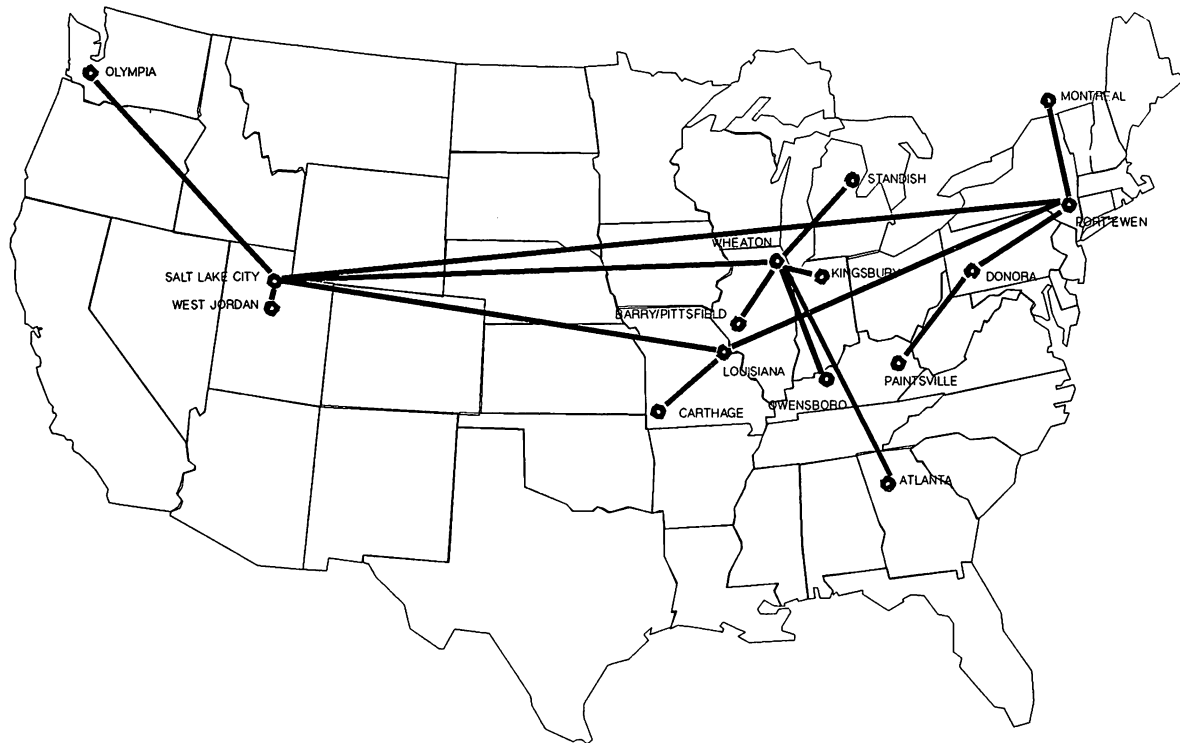 OLYMPIA
MONTREAL
STANDISH
PORT EWEN
WHEATON
SALT LAKE CITY
KINGSBURY
DONORA
WEST JORDAN
BARRY/PITTSFIELD
LOUISIANA
PAINTSVILLE
OWENSBORO
CARTHAGE
ATLANTA